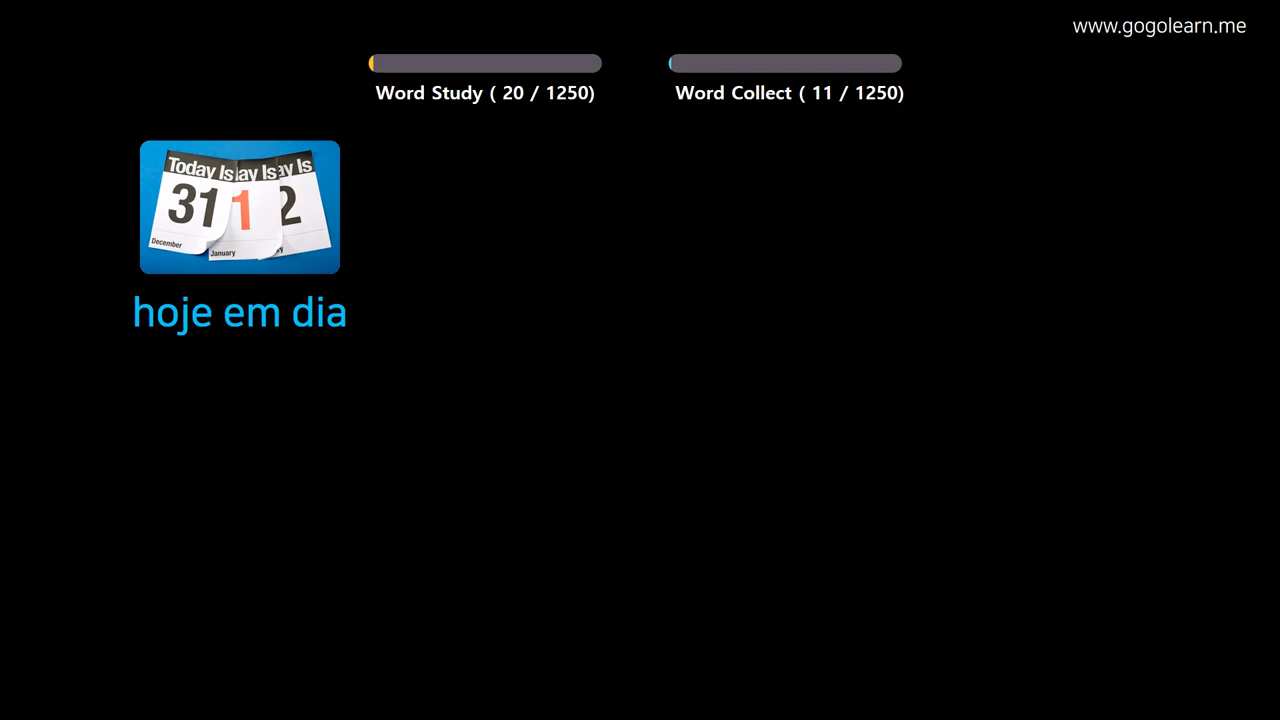 www.gogolearn.me
Word Study ( 20 / 1250)
Word Collect ( 11 / 1250)
Today Is
ay Is
ay Is
31
1
2
December
January
hoje em dia